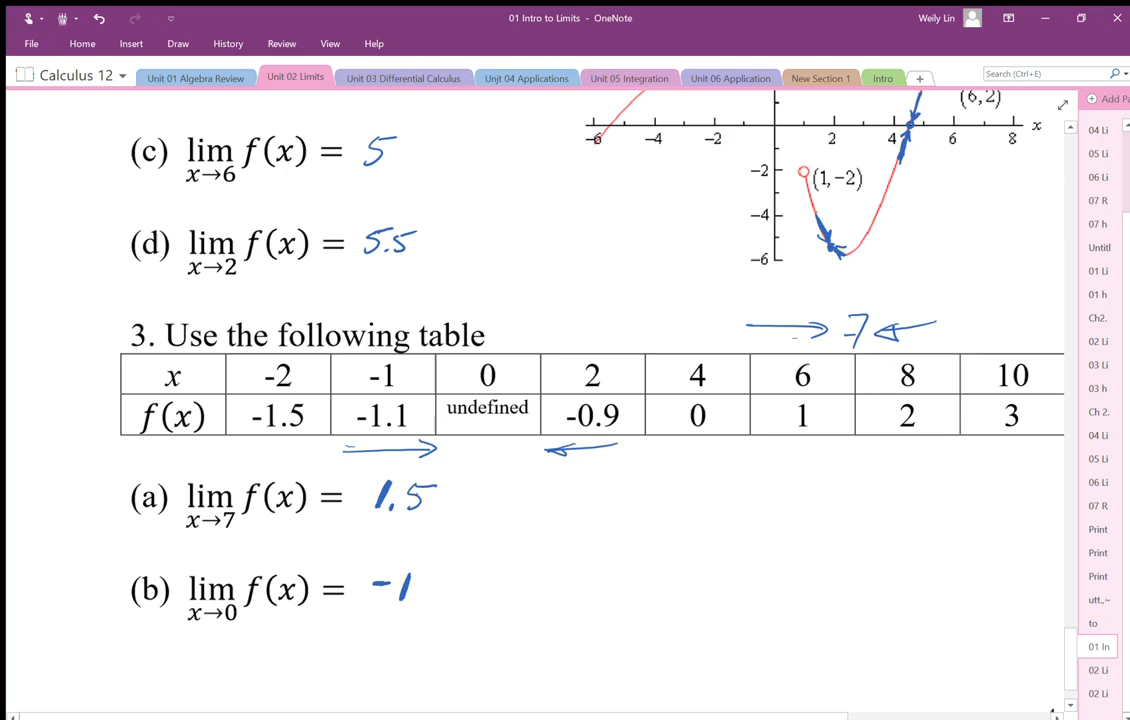 01 Intro to Limits - OneNote
Weily Lin
File Home Insert Draw History Review View Help
Calculus 12
Unit 01 Algebra Review
Unit 02 Limits
Unit 03 Differential Calculus
Unit 04 Applications
Unit 05 Integration
Unit 06 Application
New Section 1
Intro
+
Search (Ctrl+E)
Add Pa
(6,2)
x
-6 -4 -2 2 4 6 8
-2
-4
-6
(1,-2)
(c) lim f(x) = 5
x→6
(d) lim f(x) = 5.5
x→2
→ 7 ←
3. Use the following table
x -2 -1 0 2 4 6 8 10
f(x) -1.5 -1.1 undefined -0.9 0 1 2 3
(a) lim f(x) = 1.5
x→7
(b) lim f(x) = -1
x→0
04 Li
05 Li
06 Li
07 R
07 h
Untitl
01 Li
01 h
Ch2.
02 Li
03 Li
03 h
Ch 2.
04 Li
05 Li
06 Li
07 R
Print
Print
Print
utt.,~
to
01 In
02 Li
02 Li